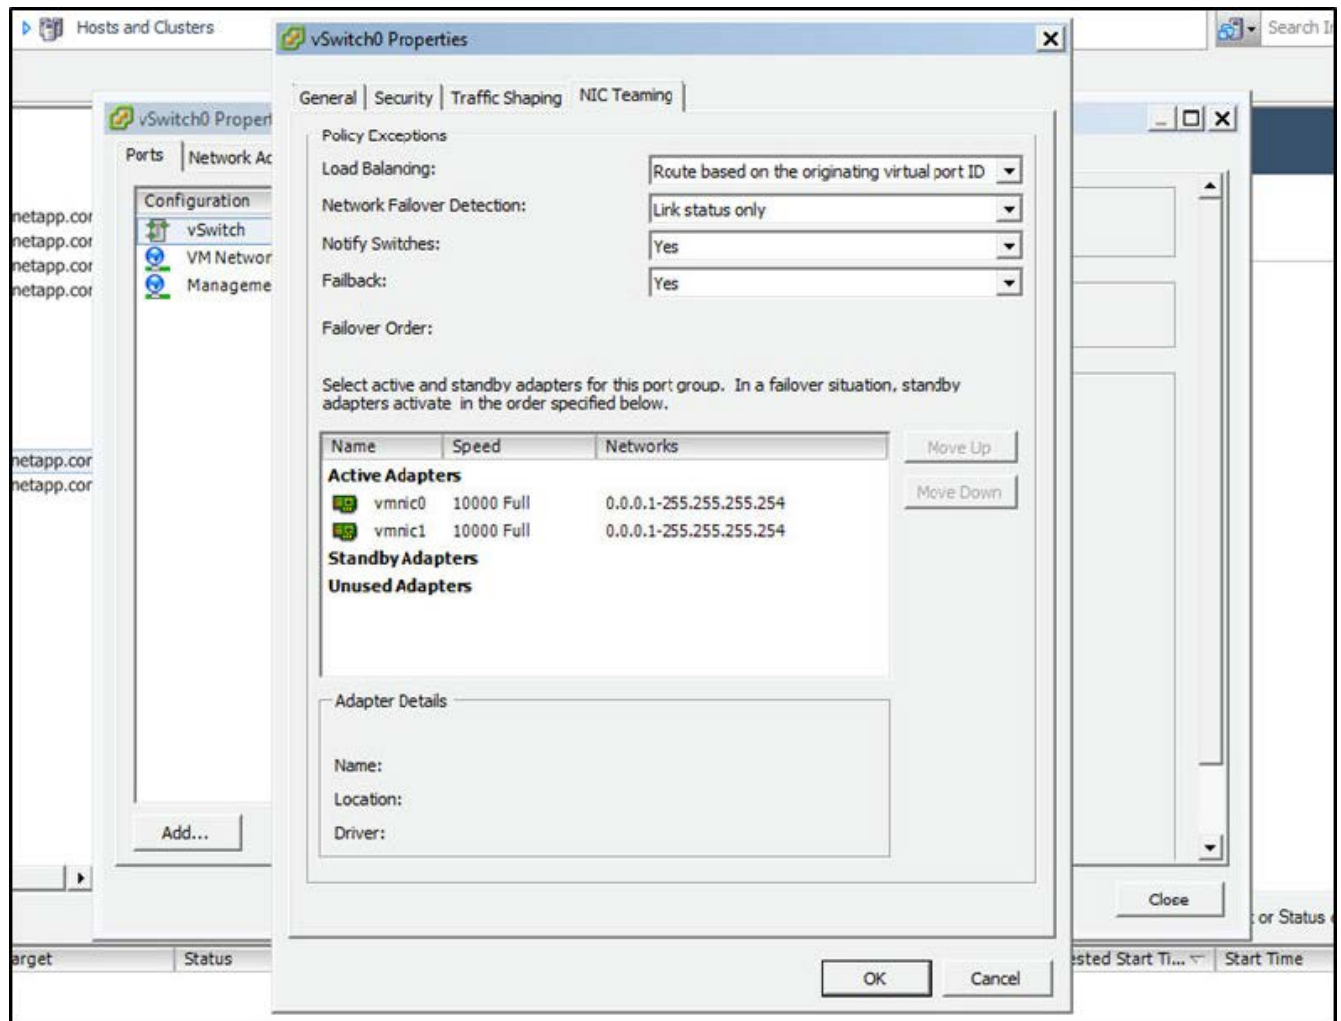 Hosts and Clusters
Search In
vSwitch0 Properties
General Security Traffic Shaping NIC Teaming
Policy Exceptions
Load Balancing: Route based on the originating virtual port ID
Network Failover Detection: Link status only
Notify Switches: Yes
Failback: Yes
Failover Order:
Select active and standby adapters for this port group. In a failover situation, standby
adapters activate in the order specified below.
Name Speed Networks
Active Adapters
vmnic0 10000 Full 0.0.0.1-255.255.255.254
vmnic1 10000 Full 0.0.0.1-255.255.255.254
Standby Adapters
Unused Adapters
Move Up
Move Down
Adapter Details
Name:
Location:
Driver:
OK Cancel
vSwitch0 Propert
Ports Network Ad
Configuration
vSwitch
VM Networ
Manageme
Add...
Close
netapp.cor
netapp.cor
netapp.cor
netapp.cor
netapp.cor
netapp.cor
or Status
arget Status ested Start Ti... Start Time